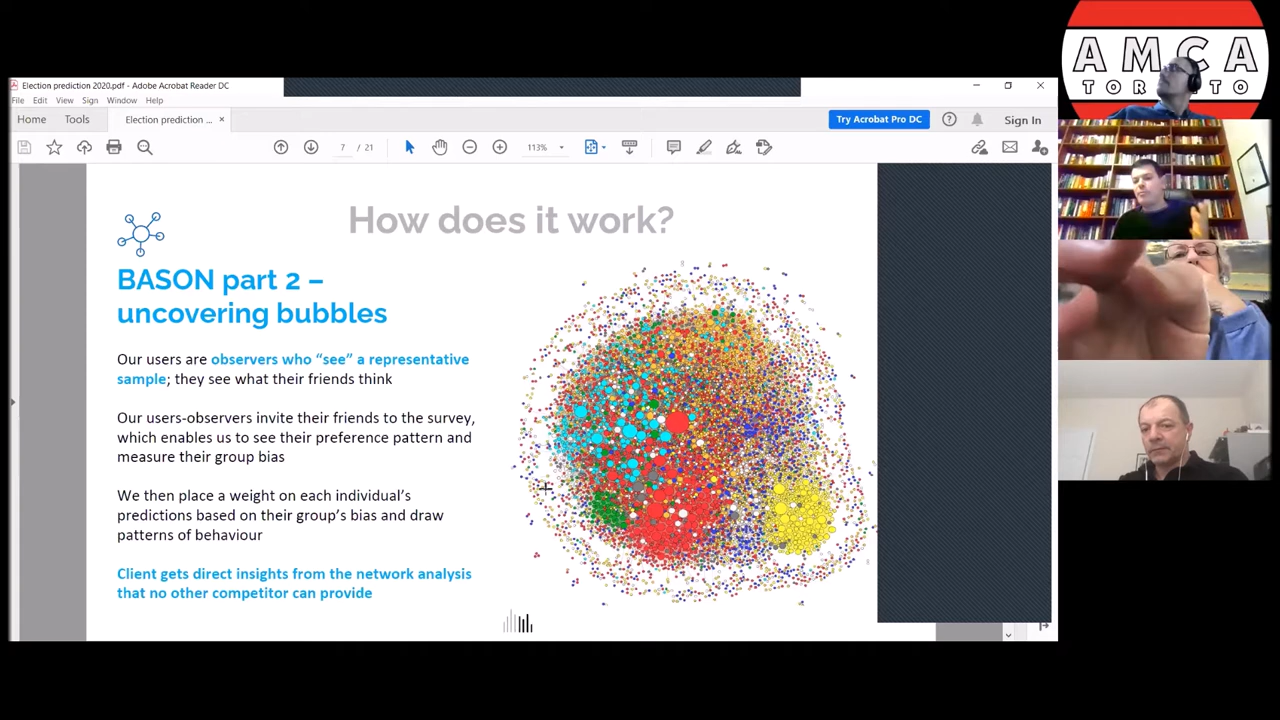 Election prediction 2020.pdf - Adobe Acrobat Reader DC
File Edit View Sign Window Help
Home Tools Election prediction ... × Try Acrobat Pro DC Sign In
7 / 21 113%
How does it work?
BASON part 2 –
uncovering bubbles
Our users are observers who “see” a representative
sample; they see what their friends think
Our users-observers invite their friends to the survey,
which enables us to see their preference pattern and
measure their group bias
We then place a weight on each individual’s
predictions based on their group’s bias and draw
patterns of behaviour
Client gets direct insights from the network analysis
that no other competitor can provide
AMCA
TORONTO